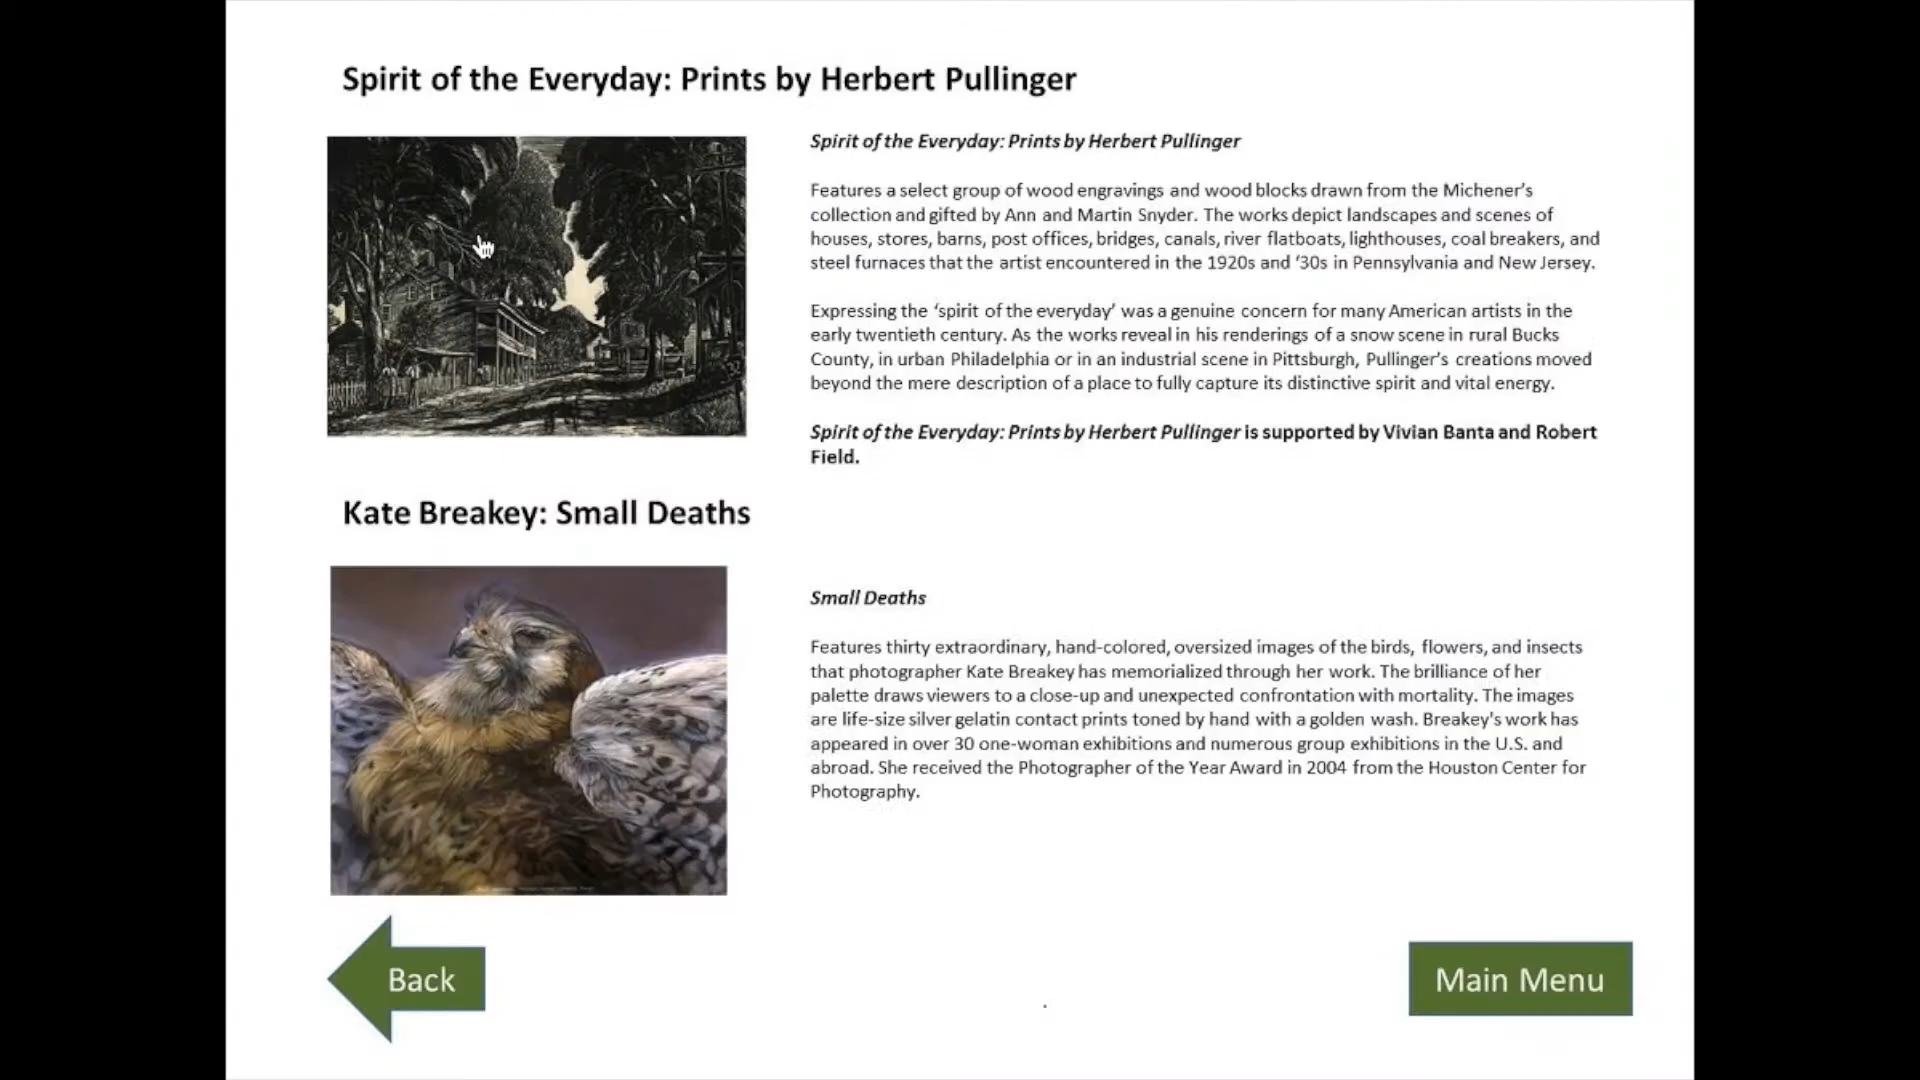 Spirit of the Everyday: Prints by Herbert Pullinger
Spirit of the Everyday: Prints by Herbert Pullinger
Features a select group of wood engravings and wood blocks drawn from the Michener’s
collection and gifted by Ann and Martin Snyder. The works depict landscapes and scenes of
houses, stores, barns, post offices, bridges, canals, river flatboats, lighthouses, coal breakers, and
steel furnaces that the artist encountered in the 1920s and ‘30s in Pennsylvania and New Jersey.
Expressing the ‘spirit of the everyday’ was a genuine concern for many American artists in the
early twentieth century. As the works reveal in his renderings of a snow scene in rural Bucks
County, in urban Philadelphia or in an industrial scene in Pittsburgh, Pullinger’s creations moved
beyond the mere description of a place to fully capture its distinctive spirit and vital energy.
Spirit of the Everyday: Prints by Herbert Pullinger is supported by Vivian Banta and Robert
Field.
Kate Breakey: Small Deaths
Small Deaths
Features thirty extraordinary, hand-colored, oversized images of the birds, flowers, and insects
that photographer Kate Breakey has memorialized through her work. The brilliance of her
palette draws viewers to a close-up and unexpected confrontation with mortality. The images
are life-size silver gelatin contact prints toned by hand with a golden wash. Breakey's work has
appeared in over 30 one-woman exhibitions and numerous group exhibitions in the U.S. and
abroad. She received the Photographer of the Year Award in 2004 from the Houston Center for
Photography.
Back
Main Menu